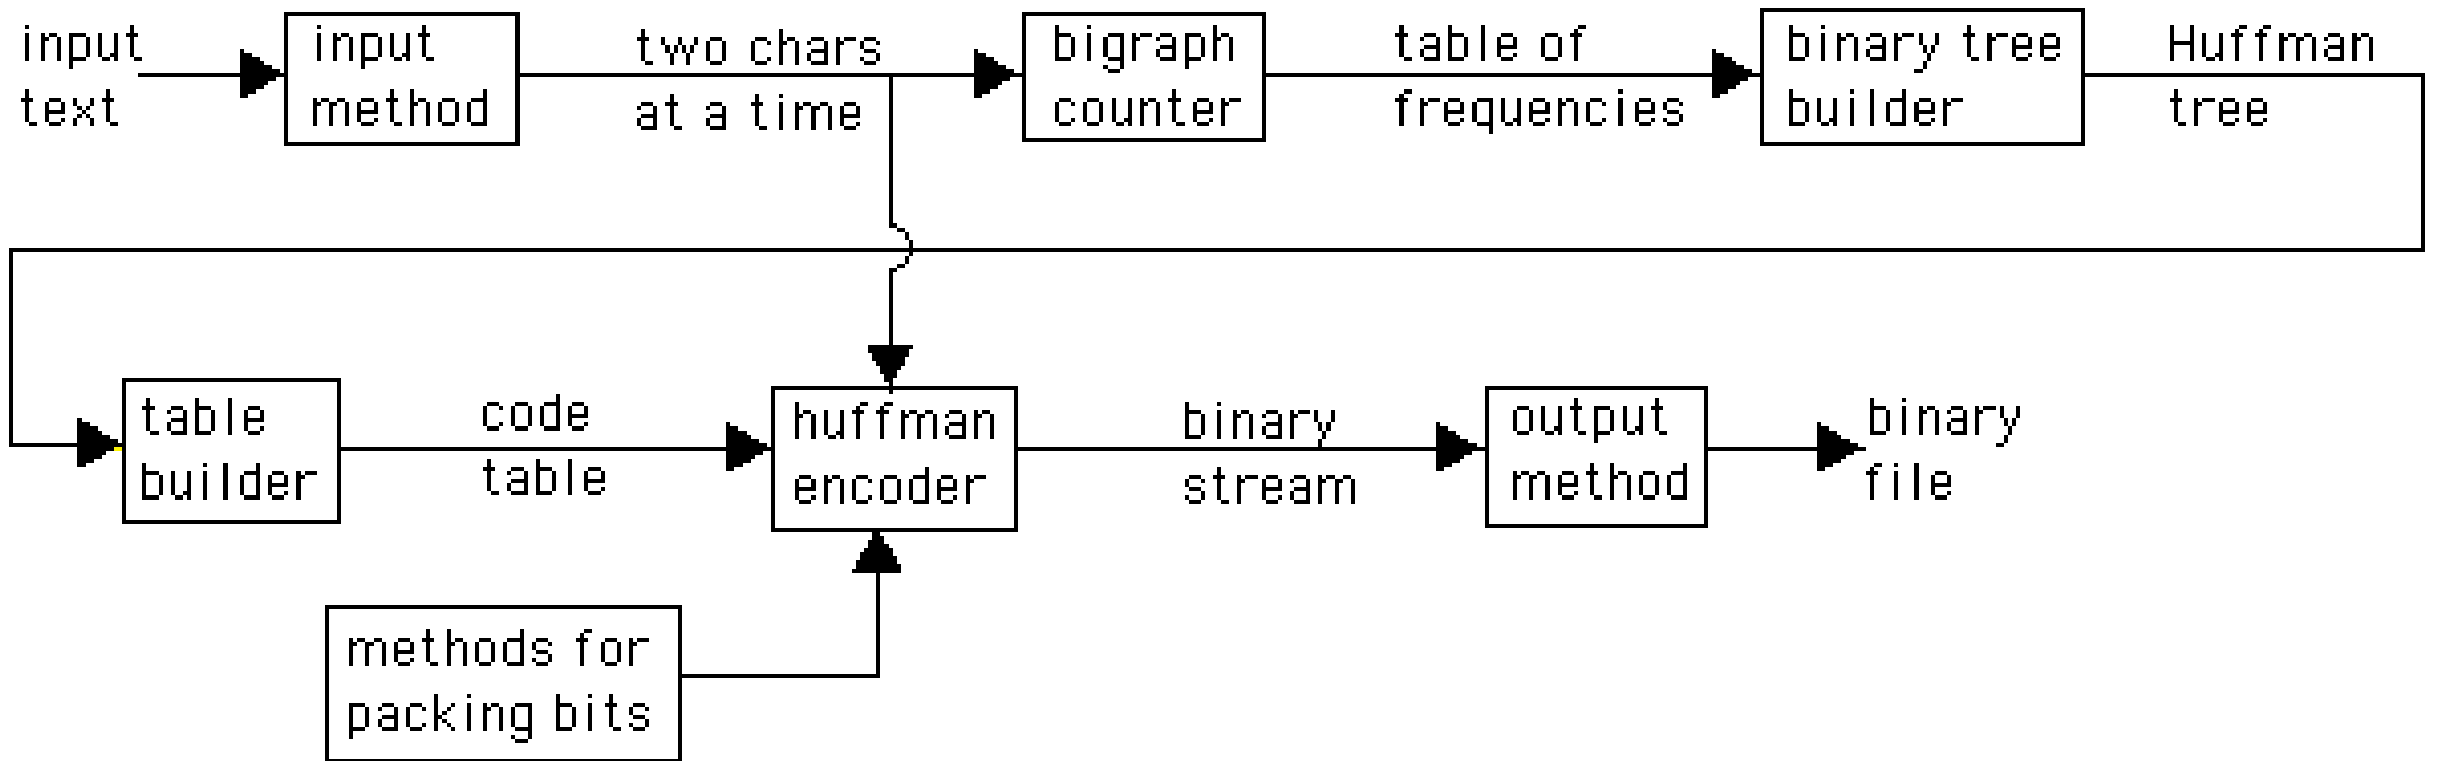 input
text
input
method
two chars
at a time
bigraph
counter
table of
frequencies
binary tree
builder
Huffman
tree
table
builder
code
table
huffman
encoder
binary
stream
output
method
binary
file
methods for
packing bits